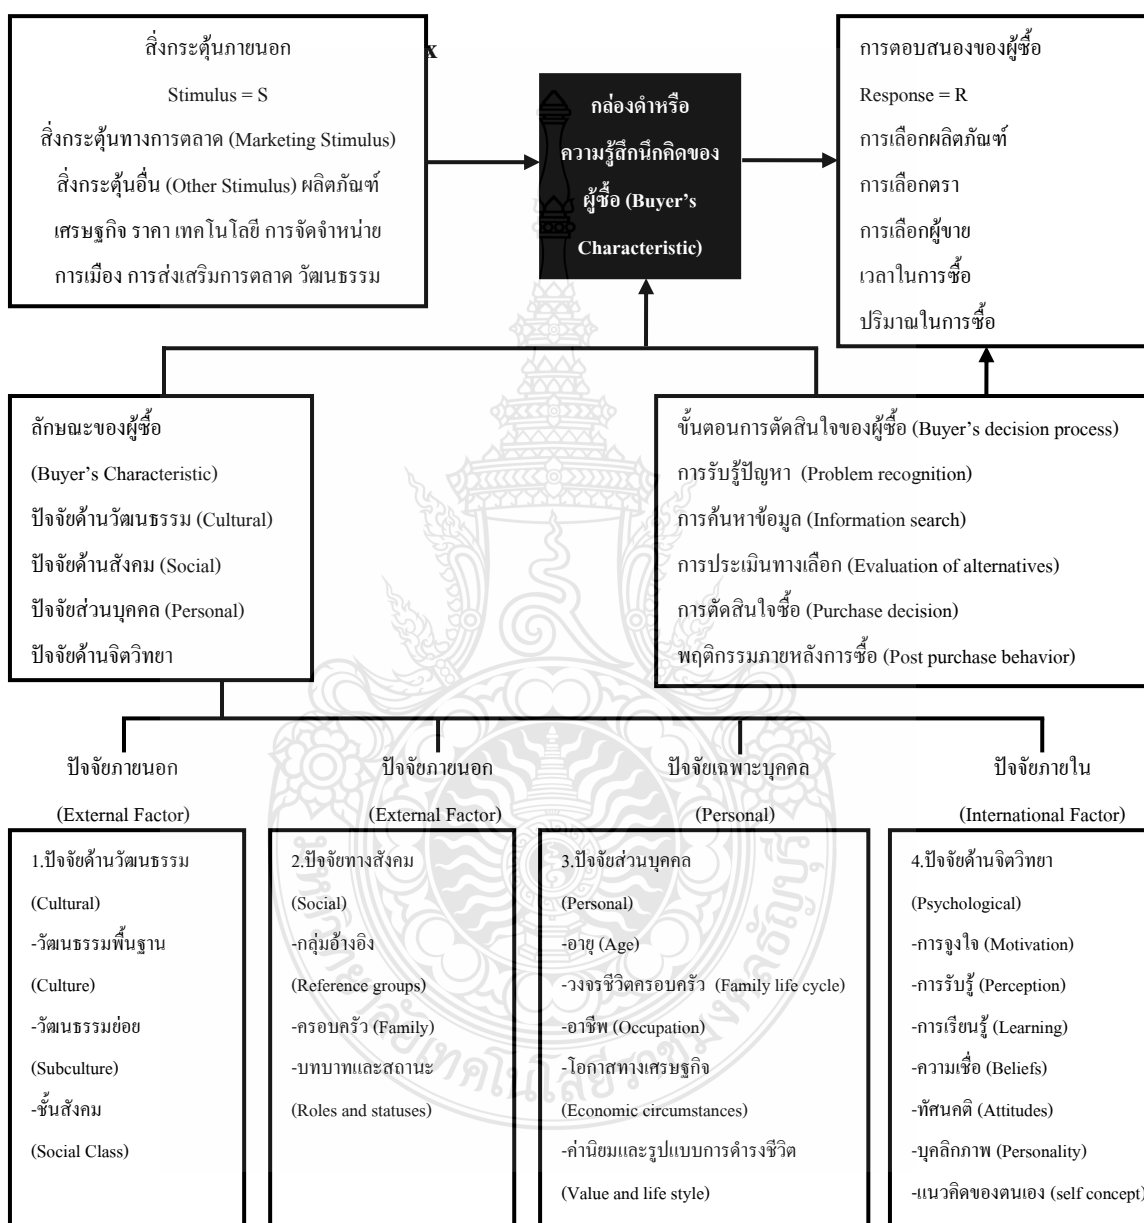 สิ่งกระตุ้นภายนอก
x
Stimulus = S
สิ่งกระตุ้นทางการตลาด (Marketing Stimulus)
สิ่งกระตุ้นอื่น (Other Stimulus) ผลิตภัณฑ์
เศรษฐกิจ ราคา เทคโนโลยี การจัดจำหน่าย
การเมือง การส่งเสริมการตลาด วัฒนธรรม
กล่องดำหรือ
ความรู้สึกนึกคิดของ
ผู้ซื้อ (Buyer's
Characteristic)
การตอบสนองของผู้ซื้อ
Response = R
การเลือกผลิตภัณฑ์
การเลือกตรา
การเลือกผู้ขาย
เวลาในการซื้อ
ปริมาณในการซื้อ
ลักษณะของผู้ซื้อ
(Buyer's Characteristic)
ปัจจัยด้านวัฒนธรรม (Cultural)
ปัจจัยด้านสังคม (Social)
ปัจจัยส่วนบุคคล (Personal)
ปัจจัยด้านจิตวิทยา
ขั้นตอนการตัดสินใจของผู้ซื้อ (Buyer's decision process)
การรับรู้ปัญหา (Problem recognition)
การค้นหาข้อมูล (Information search)
การประเมินทางเลือก (Evaluation of alternatives)
การตัดสินใจซื้อ (Purchase decision)
พฤติกรรมภายหลังการซื้อ (Post purchase behavior)
ปัจจัยภายนอก
(External Factor)
1.ปัจจัยด้านวัฒนธรรม
(Cultural)
-วัฒนธรรมพื้นฐาน
(Culture)
-วัฒนธรรมย่อย
(Subculture)
-ชั้นสังคม
(Social Class)
ปัจจัยภายนอก
(External Factor)
2.ปัจจัยทางสังคม
(Social)
-กลุ่มอ้างอิง
(Reference groups)
-ครอบครัว (Family)
-บทบาทและสถานะ
(Roles and statuses)
ปัจจัยเฉพาะบุคคล
(Personal)
3.ปัจจัยส่วนบุคคล
(Personal)
-อายุ (Age)
-วงจรชีวิตครอบครัว (Family life cycle)
-อาชีพ (Occupation)
-โอกาสทางเศรษฐกิจ
(Economic circumstances)
-ค่านิยมและรูปแบบการดำรงชีวิต
(Value and life style)
ปัจจัยภายใน
(International Factor)
4.ปัจจัยด้านจิตวิทยา
(Psychological)
-การจูงใจ (Motivation)
-การรับรู้ (Perception)
-การเรียนรู้ (Learning)
-ความเชื่อ (Beliefs)
-ทัศนคติ (Attitudes)
-บุคลิกภาพ (Personality)
-แนวคิดของตนเอง (self concept)
มหาวิทยาลัยเทคโนโลยีราชมงคลธัญบุรี